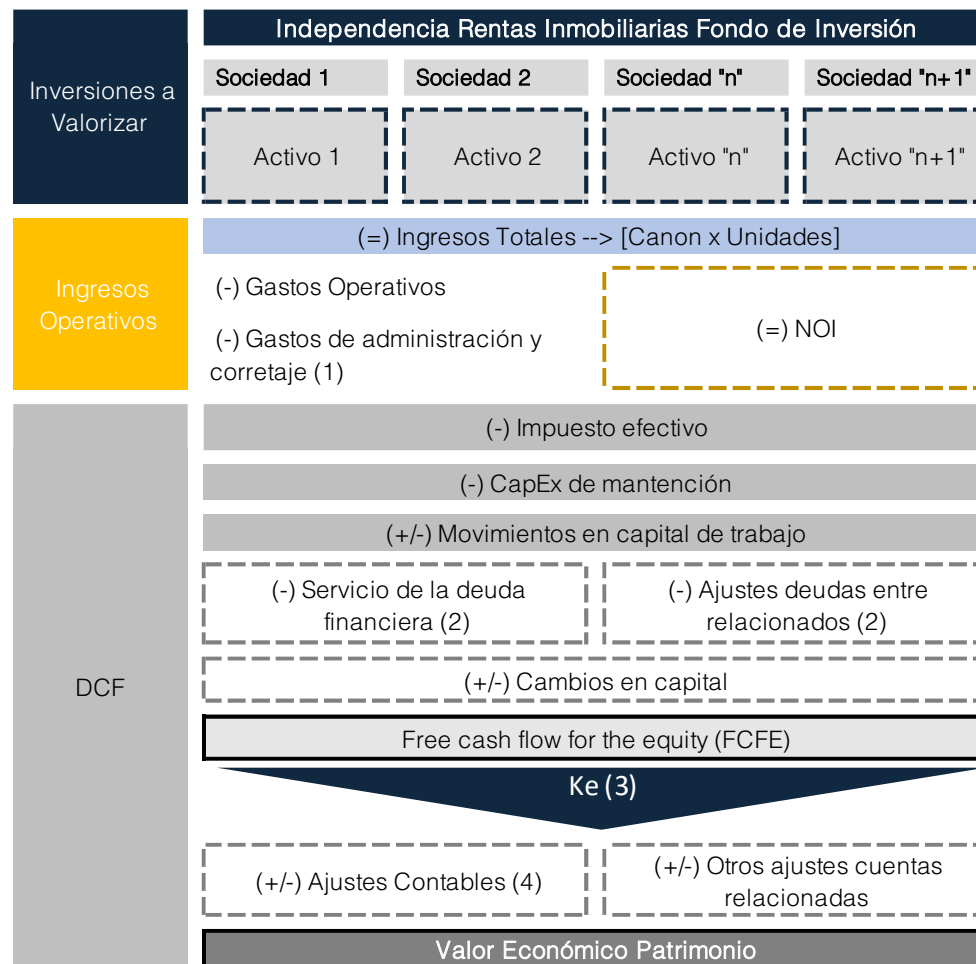 Independencia Rentas Inmobiliarias Fondo de Inversión
Inversiones a
Valorizar
Sociedad 1
Sociedad 2
Sociedad "n"
Sociedad "n+1"
Activo 1
Activo 2
Activo "n"
Activo "n+1"
Ingresos
Operativos
(=) Ingresos Totales --> [Canon x Unidades]
(-) Gastos Operativos
(-) Gastos de administración y
corretaje (1)
(=) NOI
DCF
(-) Impuesto efectivo
(-) CapEx de mantención
(+/-) Movimientos en capital de trabajo
(-) Servicio de la deuda
financiera (2)
(-) Ajustes deudas entre
relacionados (2)
(+/-) Cambios en capital
Free cash flow for the equity (FCFE)
Ke (3)
(+/-) Ajustes Contables (4)
(+/-) Otros ajustes cuentas
relacionadas
Valor Económico Patrimonio